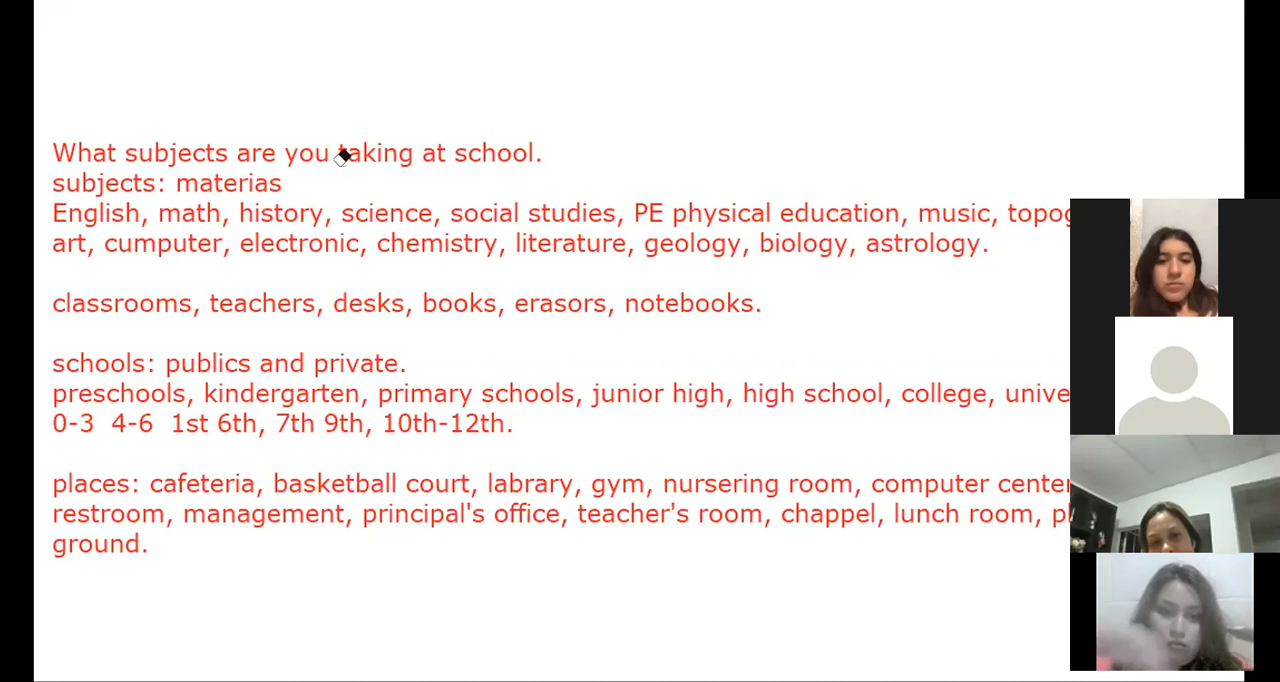 What subjects are you taking at school.
subjects: materias
English, math, history, science, social studies, PE physical education, music,
art, cumputer, electronic, chemistry, literature, geology, biology, astrology.
classrooms, teachers, desks, books, erasors, notebooks.
schools: publics and private.
preschools, kindergarten, primary schools, junior high, high school, college,
0-3 4-6 1st 6th, 7th 9th, 10th-12th.
places: cafeteria, basketball court, labrary, gym, nursering room, computer center
restroom, management, principal's office, teacher's room, chappel, lunch room,
ground.